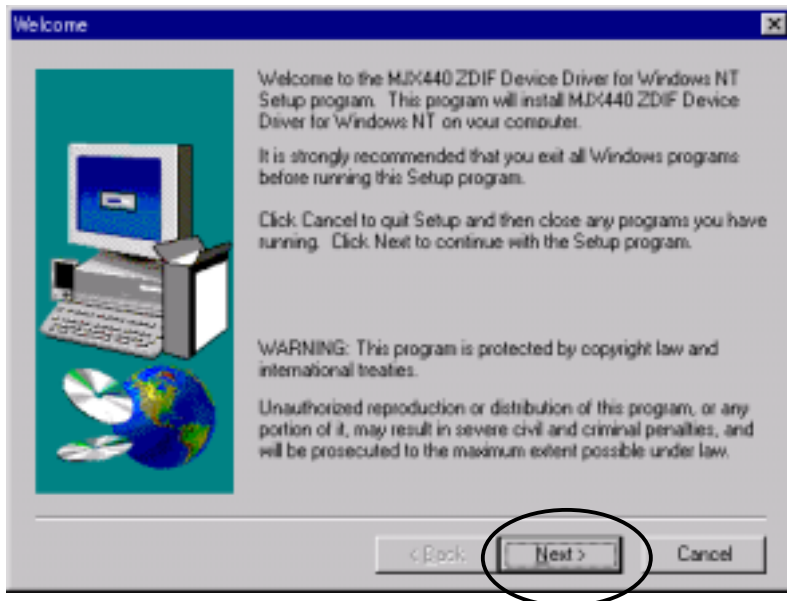 Welcome
Welcome to the MJX440 ZDIF Device Driver for Windows NT
Setup program. This program will install MJX440 ZDIF Device
Driver for Windows NT on your computer.
It is strongly recommended that you exit all Windows programs
before running this Setup program.
Click Cancel to quit Setup and then close any programs you have
running. Click Next to continue with the Setup program.
WARNING: This program is protected by copyright law and
international treaties.
Unauthorized reproduction or distribution of this program, or any
portion of it, may result in severe civil and criminal penalties, and
will be prosecuted to the maximum extent possible under law.
< Back Next > Cancel